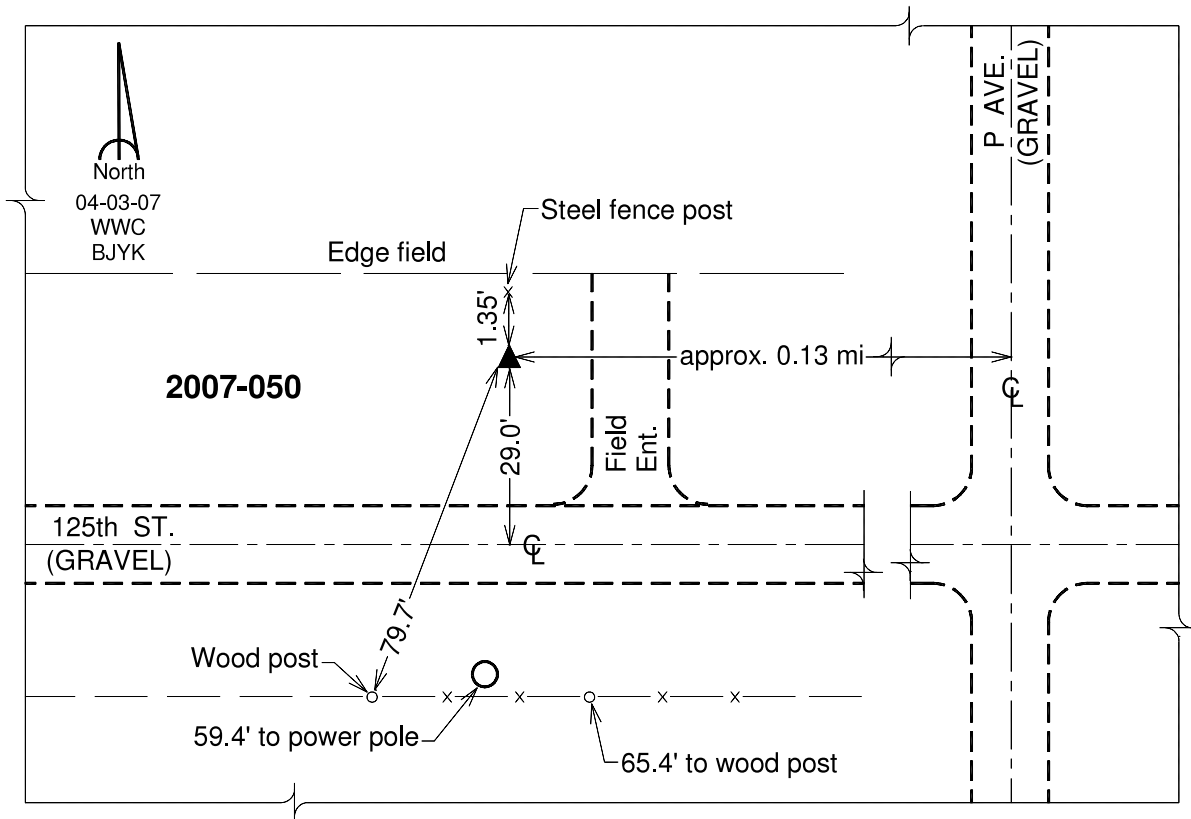 North
04-03-07
WWC
BJYK
P AVE.
(GRAVEL)
Steel fence post
Edge field
1.35'
approx. 0.13 mi
2007-050
℄
29.0'
Field
Ent.
125th ST.
(GRAVEL)
℄
79.7'
Wood post
59.4' to power pole
65.4' to wood post